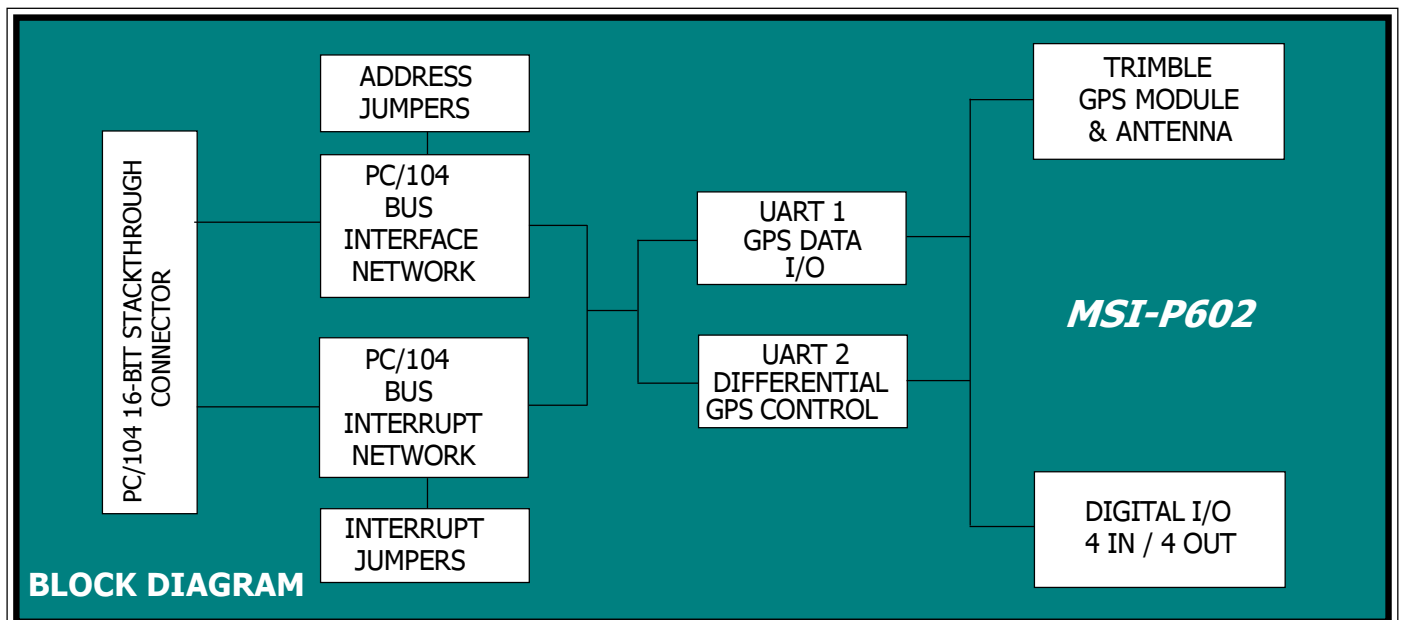 PC/104 16-BIT STACKTHROUGH
CONNECTOR
ADDRESS
JUMPERS
PC/104
BUS
INTERFACE
NETWORK
PC/104
BUS
INTERRUPT
NETWORK
INTERRUPT
JUMPERS
UART 1
GPS DATA
I/O
UART 2
DIFFERENTIAL
GPS CONTROL
TRIMBLE
GPS MODULE
& ANTENNA
MSI-P602
DIGITAL I/O
4 IN / 4 OUT
BLOCK DIAGRAM